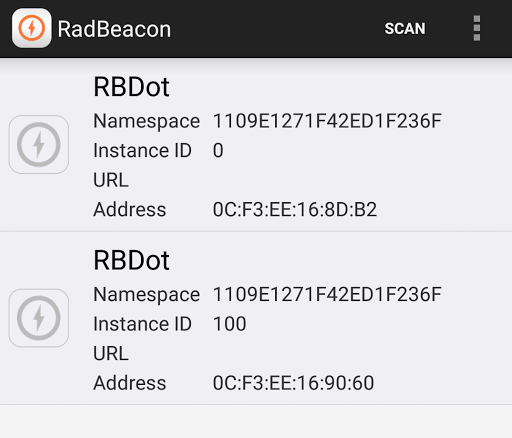 RadBeacon SCAN
RBDot
Namespace 1109E1271F42ED1F236F
Instance ID 0
URL
Address 0C:F3:EE:16:8D:B2
RBDot
Namespace 1109E1271F42ED1F236F
Instance ID 100
URL
Address 0C:F3:EE:16:90:60